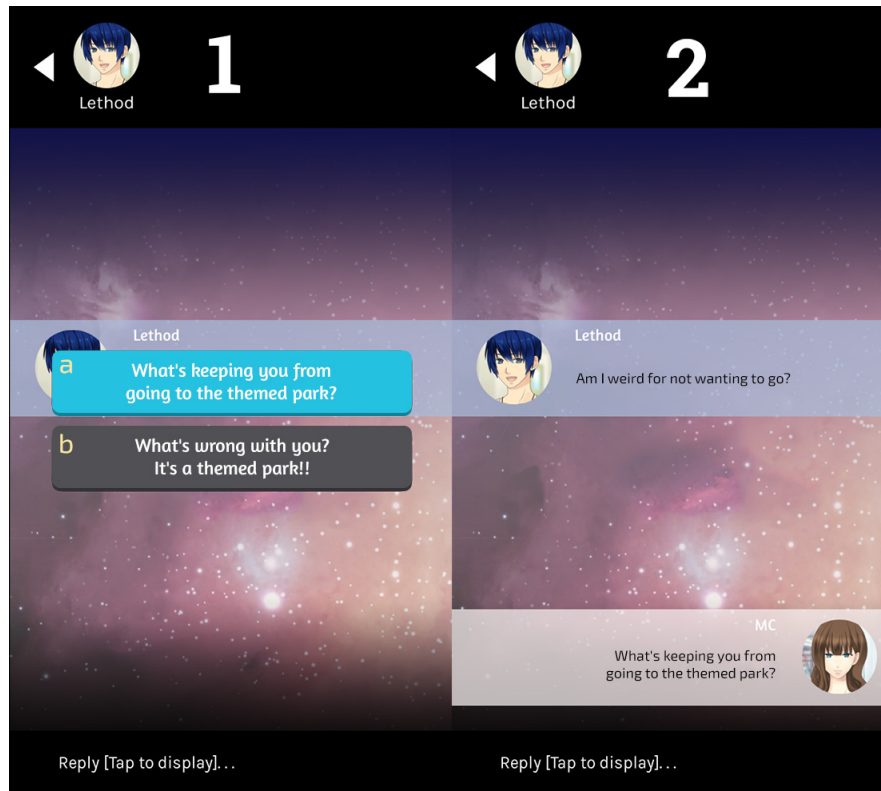 1
Lethod
Lethod
a
What's keeping you from
going to the themed park?
b
What's wrong with you?
It's a themed park!!
Reply [Tap to display]...
2
Lethod
Lethod
Am I weird for not wanting to go?
MC
What's keeping you from
going to the themed park?
Reply [Tap to display]...